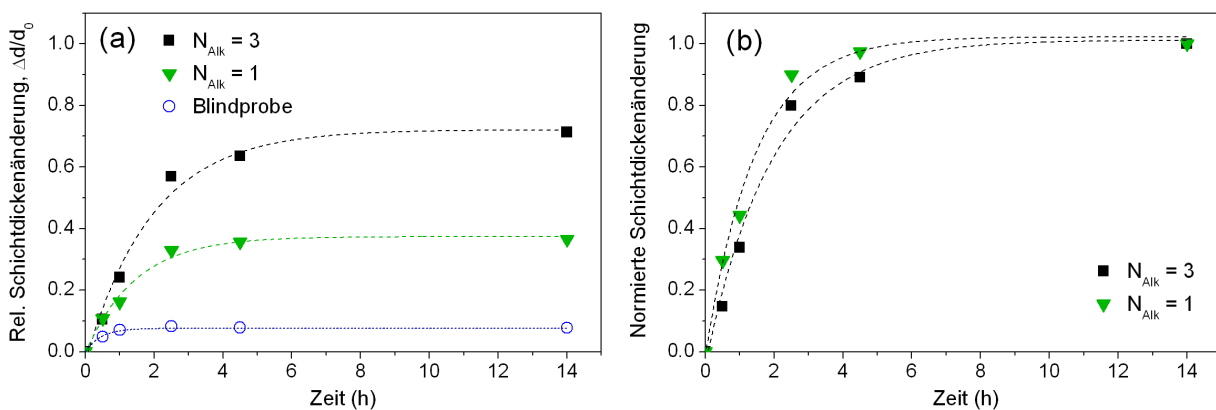 (a)
N_Alk = 3
N_Alk = 1
Blindprobe
Rel. Schichtdickenänderung, Δd/d_0
1.0
0.8
0.6
0.4
0.2
0.0
0 2 4 6 8 10 12 14
Zeit (h)
(b)
Normierte Schichtdickenänderung
1.0
0.8
0.6
0.4
0.2
0.0
N_Alk = 3
N_Alk = 1
0 2 4 6 8 10 12 14
Zeit (h)